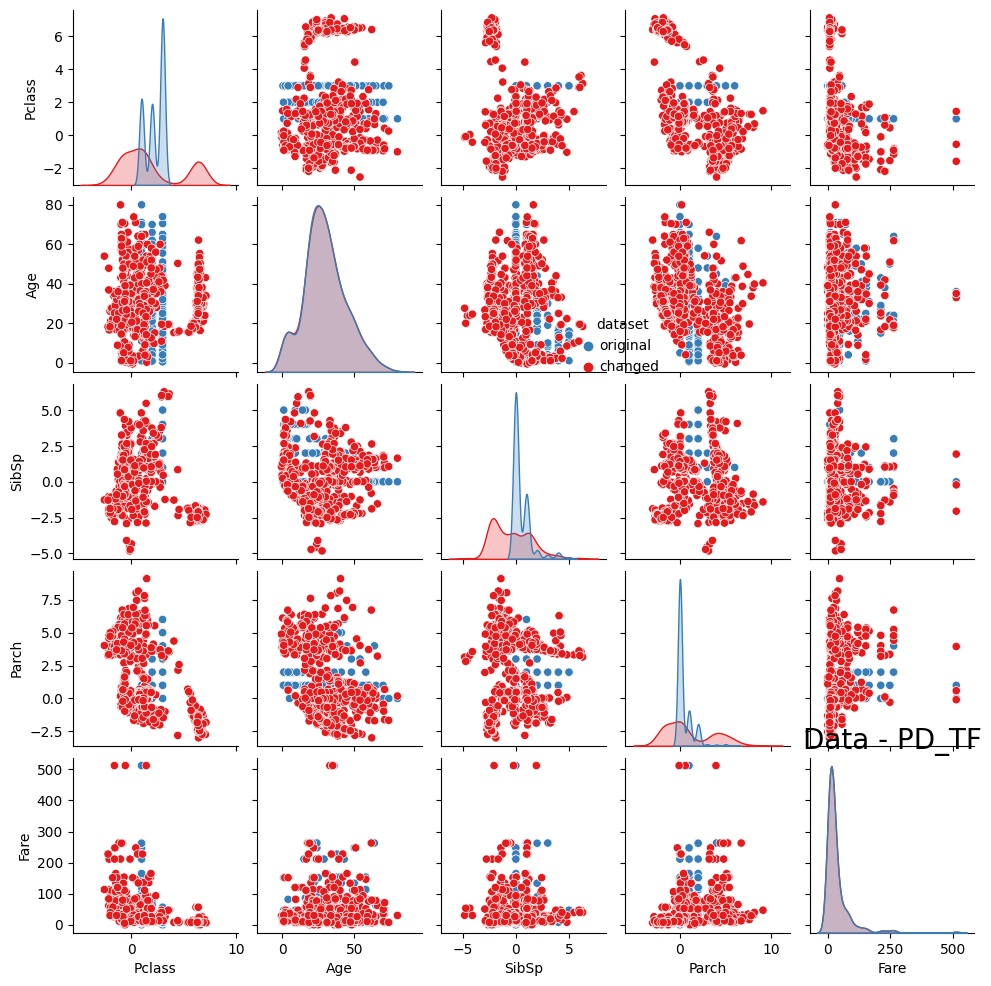 6
4
2
0
−2
Pclass
80
60
40
20
0
Age
dataset
original
changed
5.0
2.5
0.0
−2.5
−5.0
SibSp
7.5
5.0
2.5
0.0
−2.5
Parch
Data - PD_TF
500
400
300
200
100
0
Fare
0 10
Pclass
0 50
Age
−5 0 5
SibSp
0 10
Parch
0 250 500
Fare